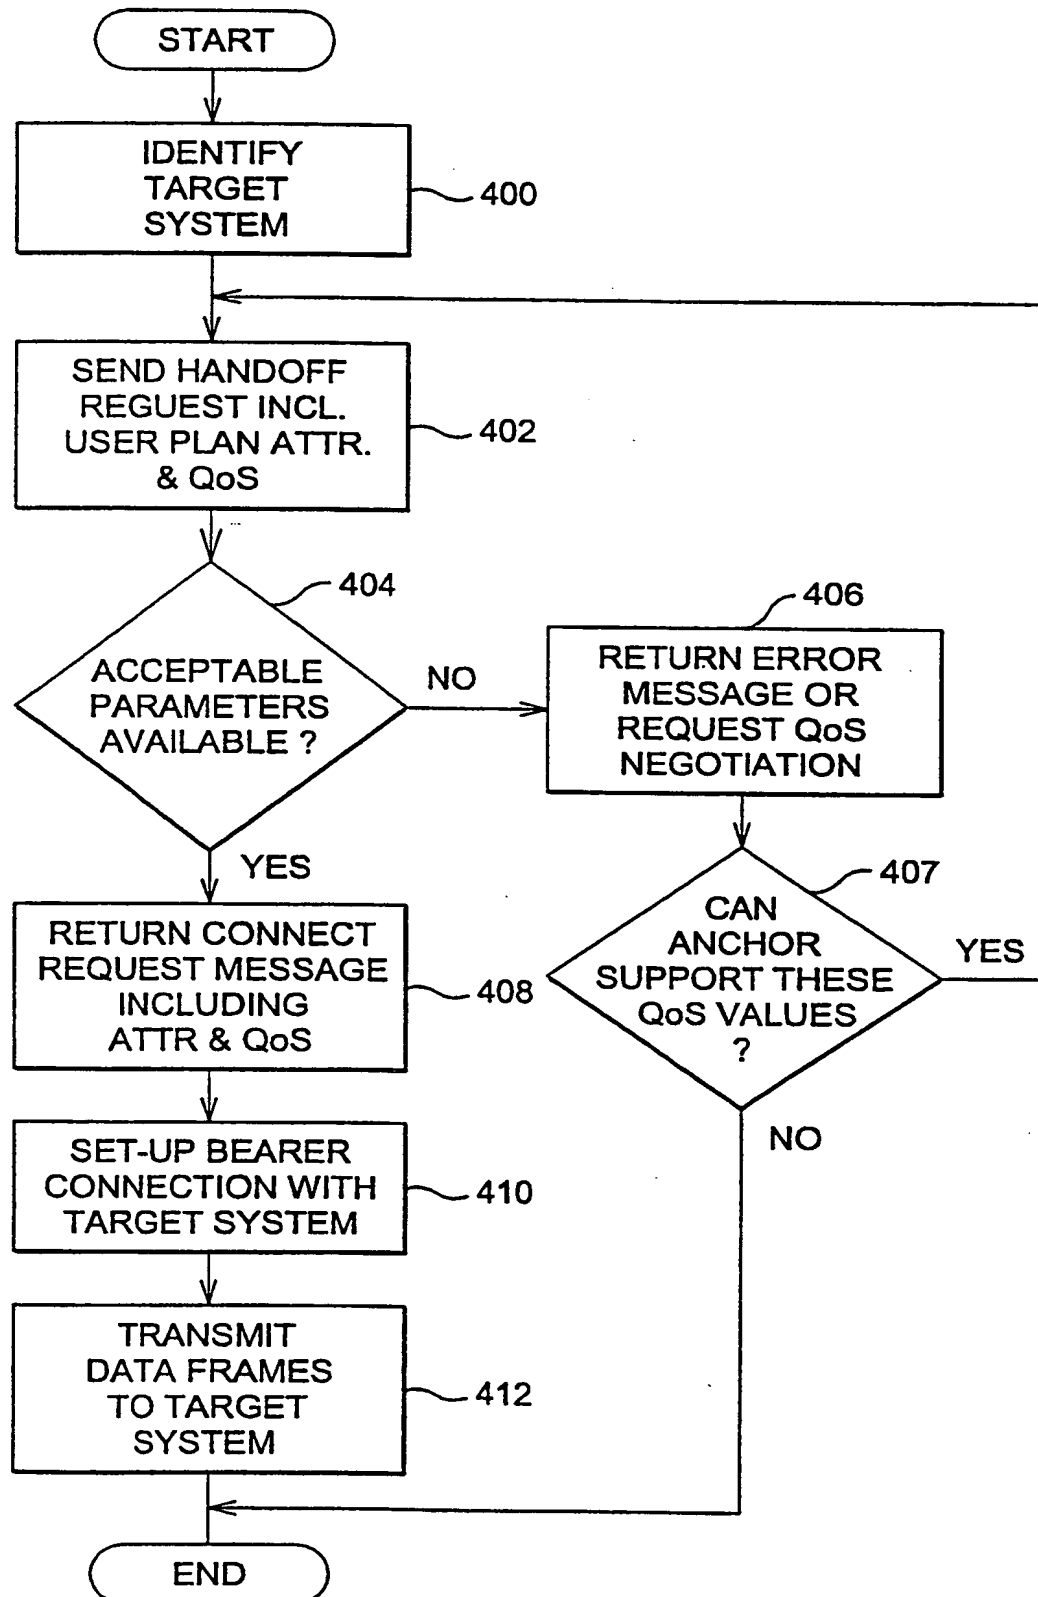 START
IDENTIFY
TARGET
SYSTEM
400
SEND HANDOFF
REGUEST INCL.
USER PLAN ATTR.
& QoS
402
404
ACCEPTABLE
PARAMETERS
AVAILABLE ?
NO
YES
406
RETURN ERROR
MESSAGE OR
REQUEST QoS
NEGOTIATION
407
CAN
ANCHOR
SUPPORT THESE
QoS VALUES
?
YES
NO
RETURN CONNECT
REQUEST MESSAGE
INCLUDING
ATTR & QoS
408
SET-UP BEARER
CONNECTION WITH
TARGET SYSTEM
410
TRANSMIT
DATA FRAMES
TO TARGET
SYSTEM
412
END